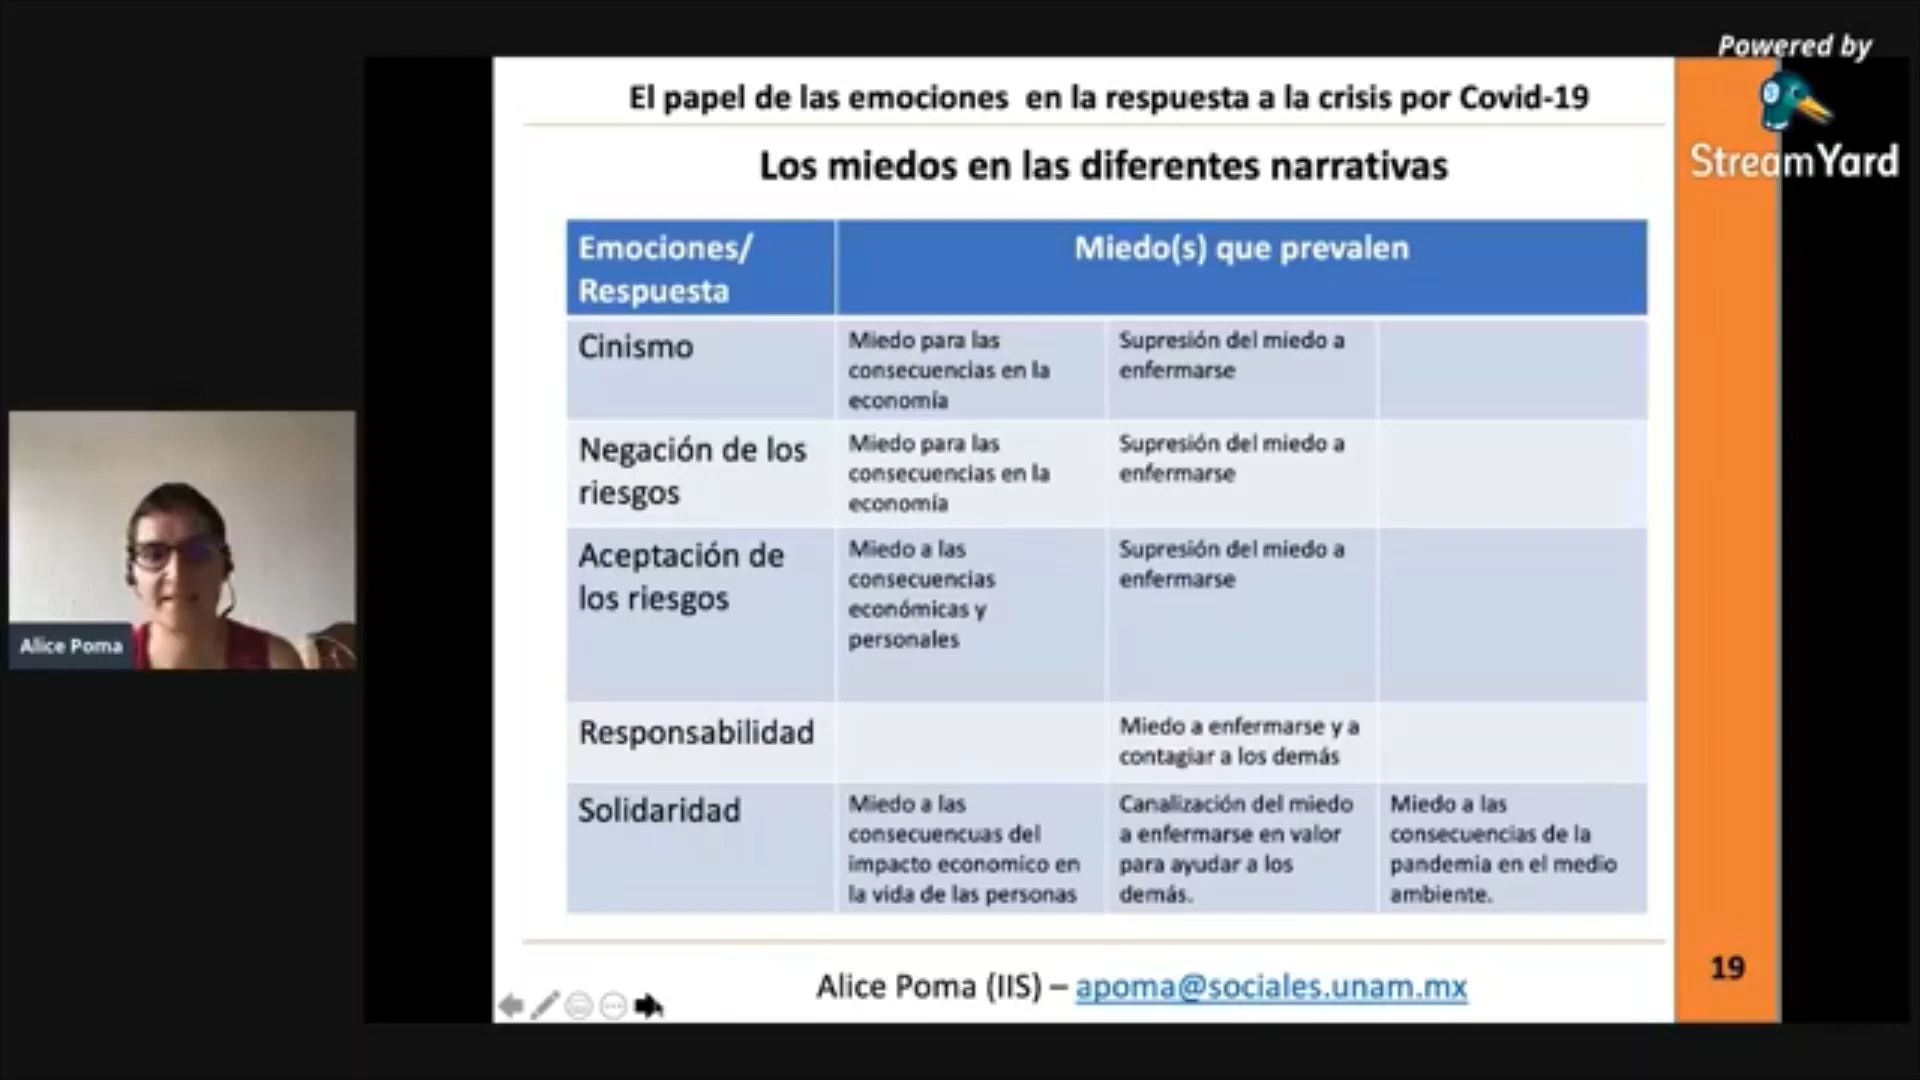 Powered by
StreamYard
El papel de las emociones en la respuesta a la crisis por Covid-19
Los miedos en las diferentes narrativas
Emociones/
Respuesta
Miedo(s) que prevalen
Cinismo
Miedo para las
consecuencias en la
economía
Supresión del miedo a
enfermarse
Negación de los
riesgos
Miedo para las
consecuencias en la
economía
Supresión del miedo a
enfermarse
Aceptación de
los riesgos
Miedo a las
consecuencias
económicas y
personales
Supresión del miedo a
enfermarse
Responsabilidad
Miedo a enfermarse y a
contagiar a los demás
Solidaridad
Miedo a las
consecuencuas del
impacto economico en
la vida de las personas
Canalización del miedo
a enfermarse en valor
para ayudar a los
demás.
Miedo a las
consecuencias de la
pandemia en el medio
ambiente.
Alice Poma (IIS) – apoma@sociales.unam.mx
19
Alice Poma